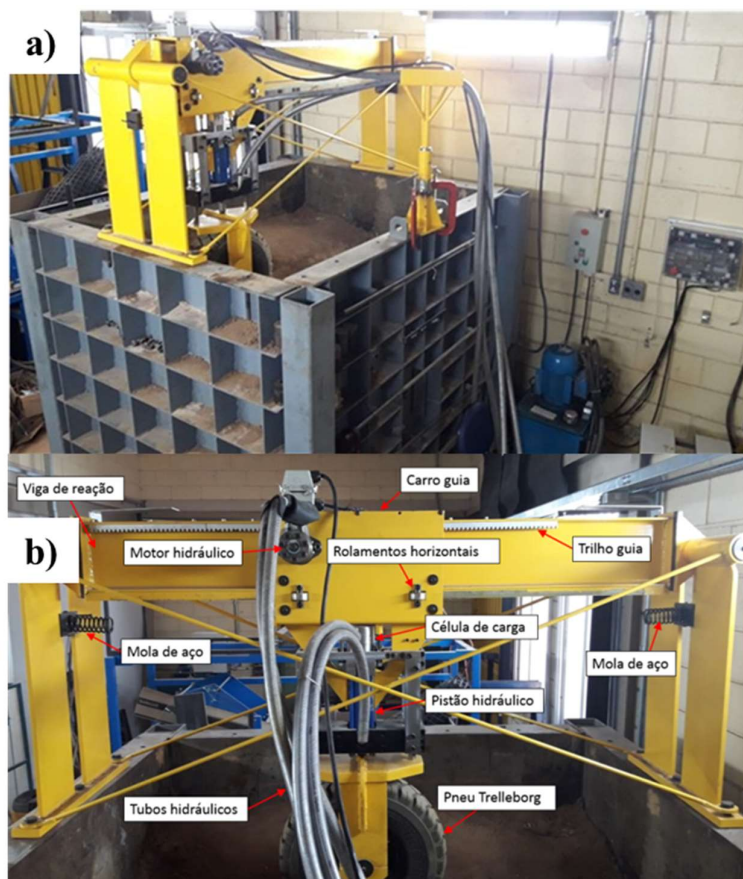 a)
b)
Viga de reação
Carro guia
Motor hidráulico
Rolamentos horizontais
Trilho guia
Mola de aço
Célula de carga
Mola de aço
Pistão hidráulico
Tubos hidráulicos
Pneu Trelleborg